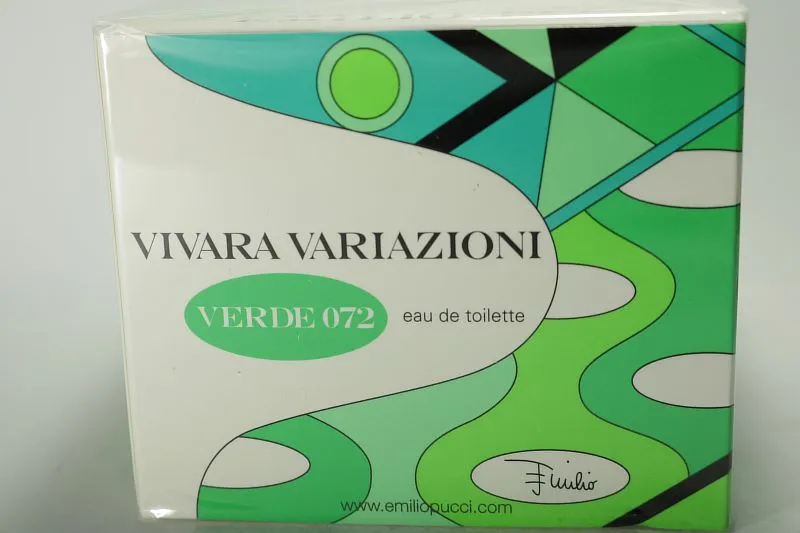 VIVARA VARIAZIONI
VERDE 072 eau de toilette
Emilio
www.emiliopucci.com